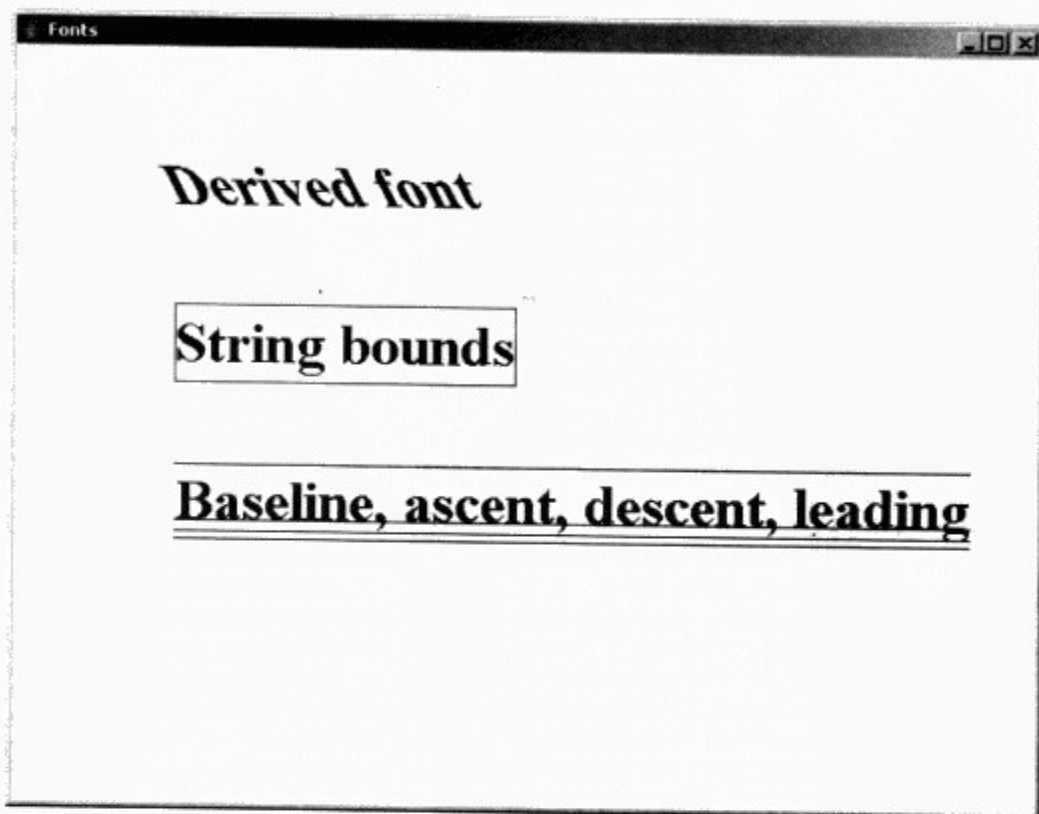 Fonts
Derived font
String bounds
Baseline, ascent, descent, leading